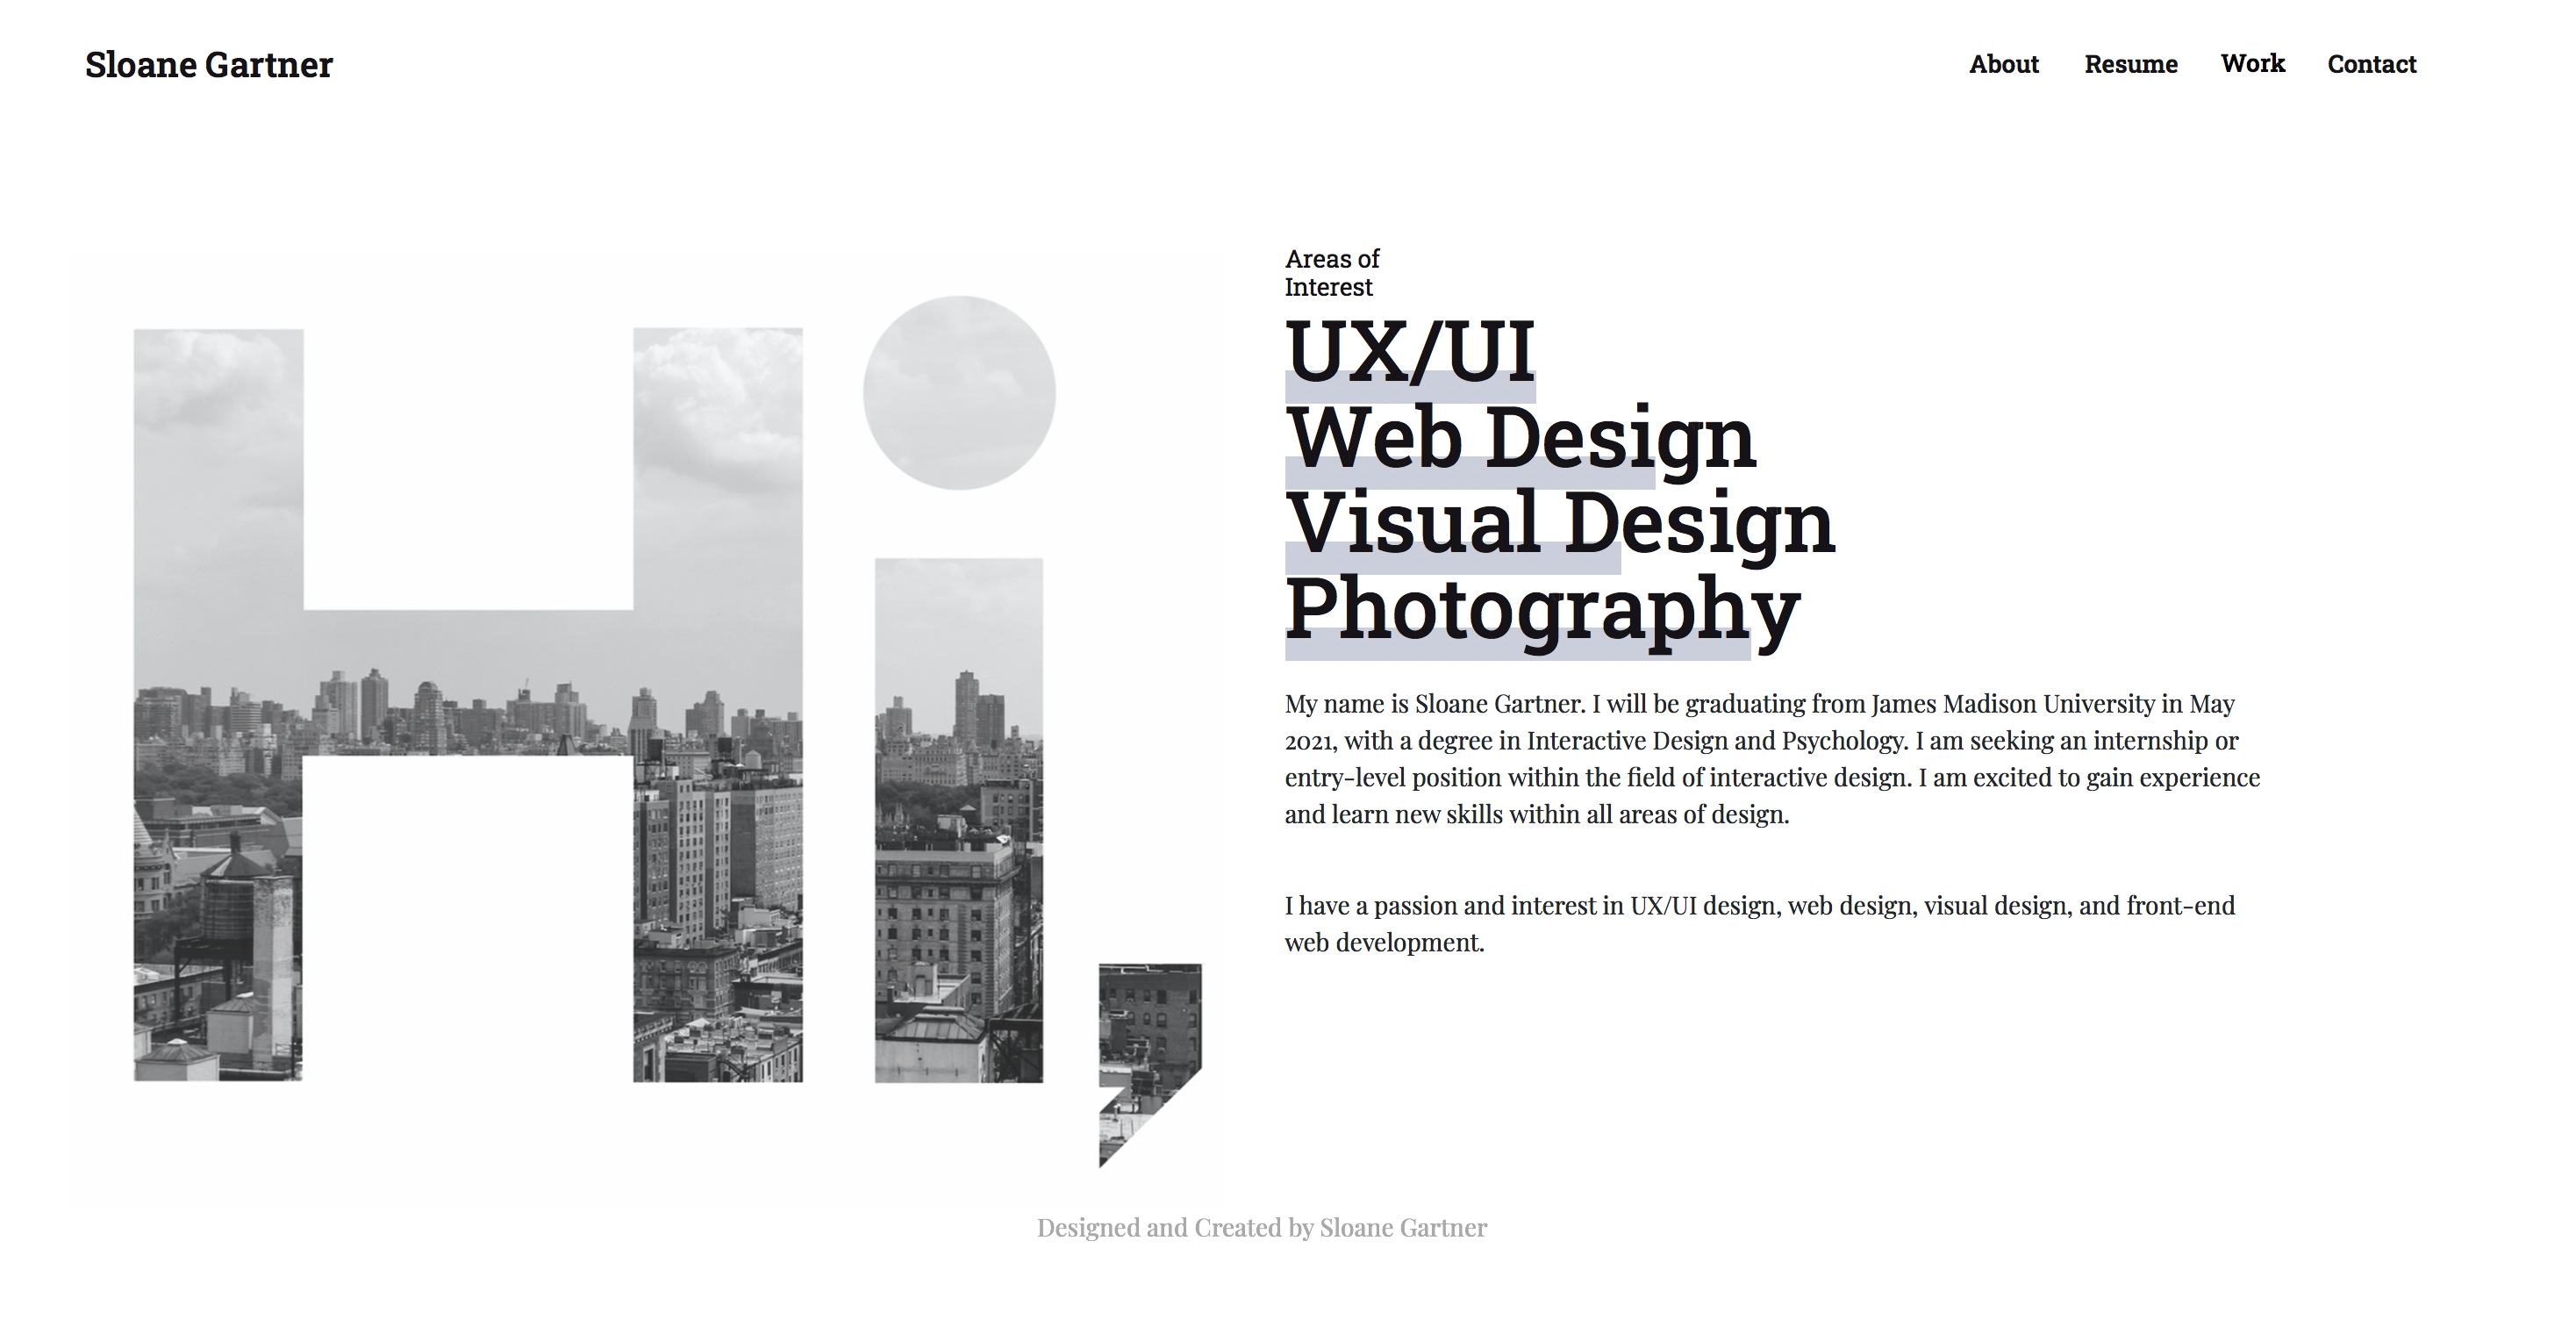 Sloane Gartner
About Resume Work Contact
Hi,
Areas of
Interest
UX/UI
Web Design
Visual Design
Photography
My name is Sloane Gartner. I will be graduating from James Madison University in May
2021, with a degree in Interactive Design and Psychology. I am seeking an internship or
entry-level position within the field of interactive design. I am excited to gain experience
and learn new skills within all areas of design.
I have a passion and interest in UX/UI design, web design, visual design, and front-end
web development.
Designed and Created by Sloane Gartner